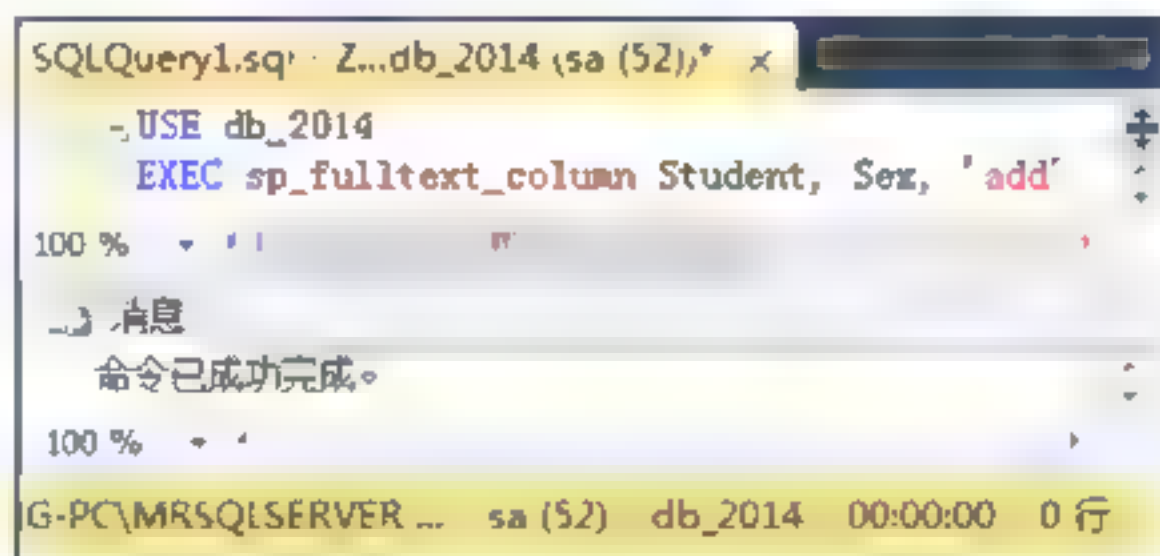 SQLQuery1.sql - Z...db_2014 (sa (52))* ×
USE db_2014
EXEC sp_fulltext_column Student, Sex, 'add'
100 %
消息
命令已成功完成。
100 %
G-PC\MRSQLSERVER ... sa (52) db_2014 00:00:00 0 行